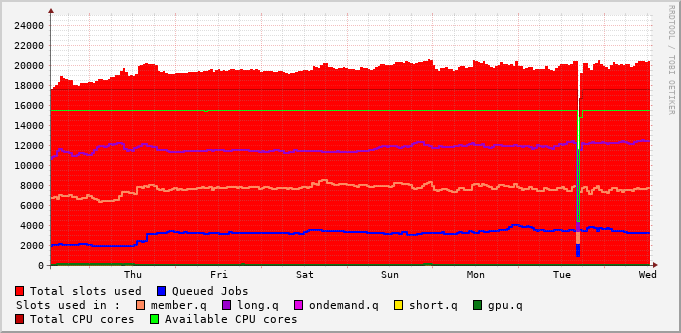 RRDTOOL / TOBI OETIKER
24000
22000
20000
18000
16000
14000
12000
10000
8000
6000
4000
2000
0
Thu Fri Sat Sun Mon Tue Wed
Total slots used Queued Jobs
Slots used in : member.q long.q ondemand.q short.q gpu.q
Total CPU cores Available CPU cores